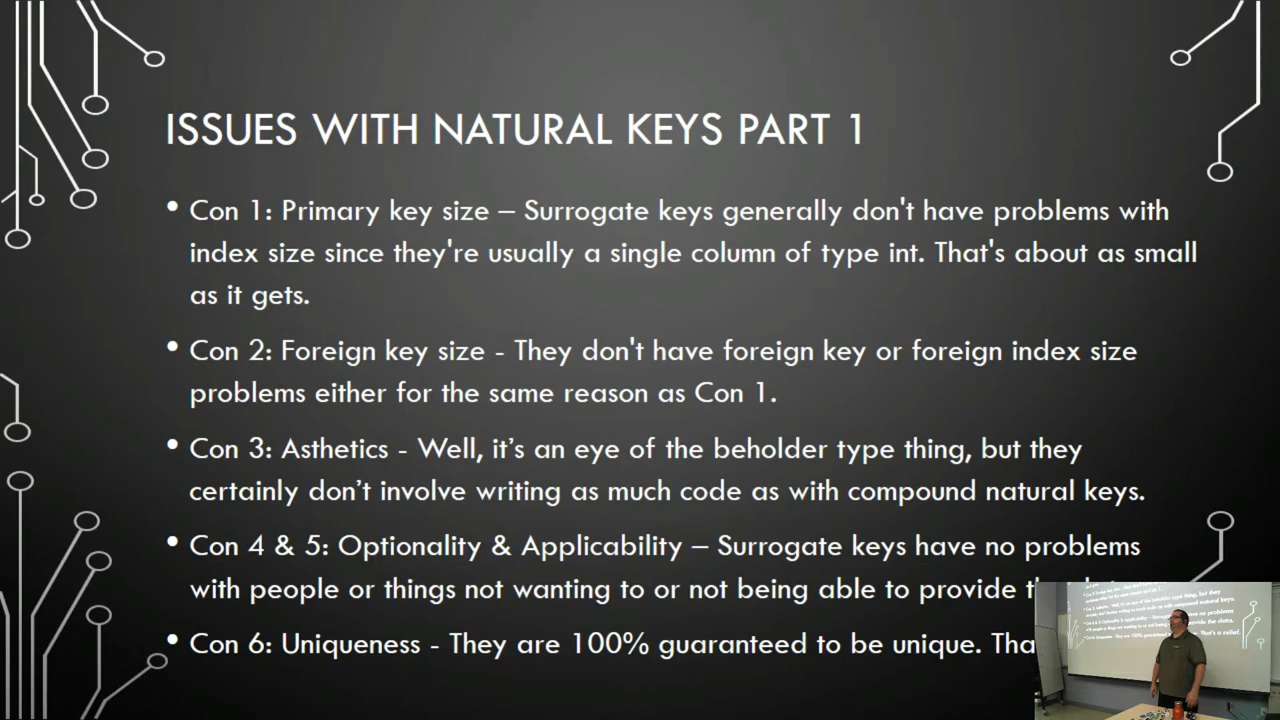 ISSUES WITH NATURAL KEYS PART 1
• Con 1: Primary key size – Surrogate keys generally don't have problems with
index size since they're usually a single column of type int. That's about as small
as it gets.
• Con 2: Foreign key size - They don't have foreign key or foreign index size
problems either for the same reason as Con 1.
• Con 3: Asthetics - Well, it's an eye of the beholder type thing, but they
certainly don't involve writing as much code as with compound natural keys.
• Con 4 & 5: Optionality & Applicability – Surrogate keys have no problems
with people or things not wanting to or not being able to provide
• Con 6: Uniqueness - They are 100% guaranteed to be unique.